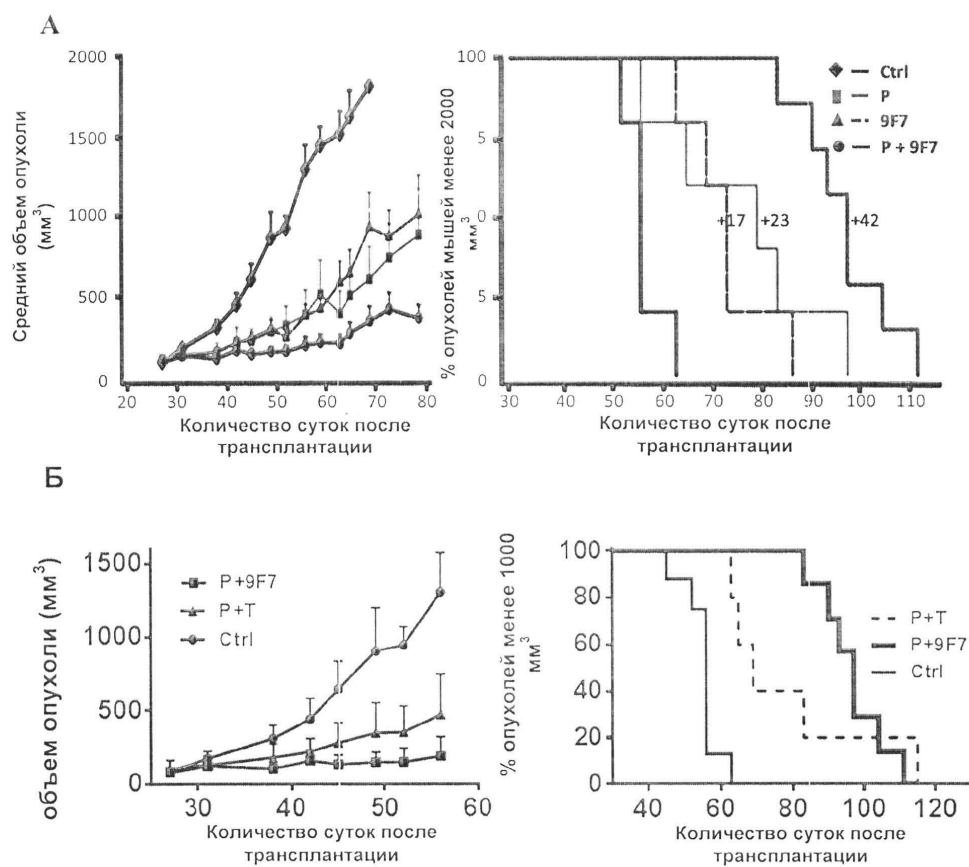 А
Средний объем опухоли
(мм³)
2000
1500
1000
500
0
20 30 40 50 60 70 80
Количество суток после
трансплантации
% опухолей мышей менее 2000
мм³
100
5
0
5
0
30 40 50 60 70 80 90 100 110
Количество суток после
трансплантации
Ctrl
P
9F7
P + 9F7
+17 +23 +42
Б
объем опухоли (мм³)
1500
1000
500
0
30 40 50 60
Количество суток после
трансплантации
P+9F7
P+T
Ctrl
% опухолей менее 1000
мм³
100
80
60
40
20
0
40 60 80 100 120
Количество суток после
трансплантации
P+T
P+9F7
Ctrl